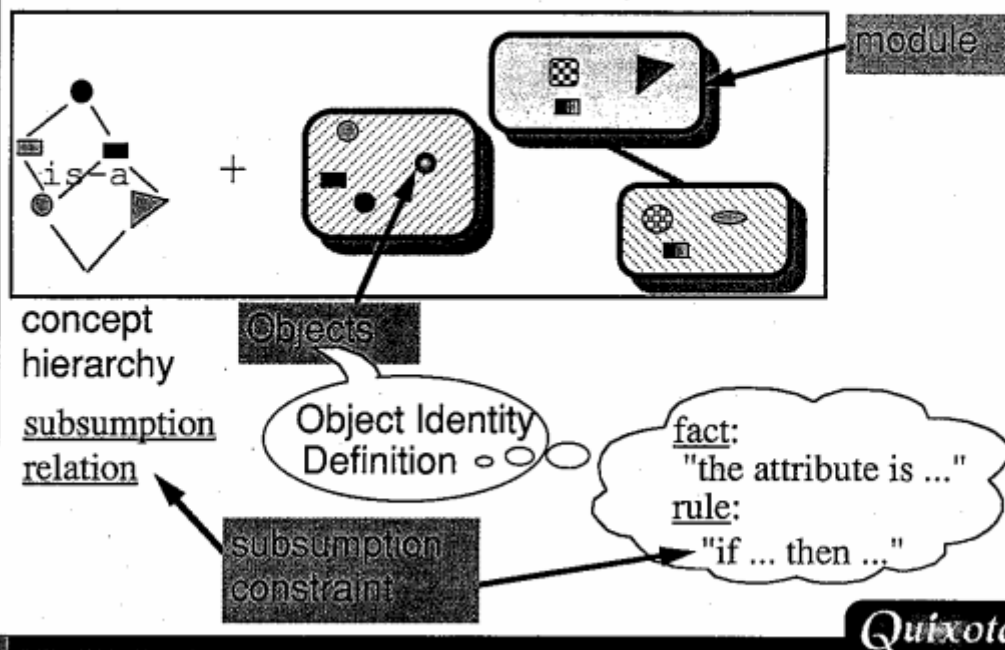 module
is-a
+
concept
hierarchy
Objects
subsumption
relation
Object Identity
Definition
fact:
"the attribute is ..."
rule:
"if ... then ..."
subsumption
constraint
Quixote